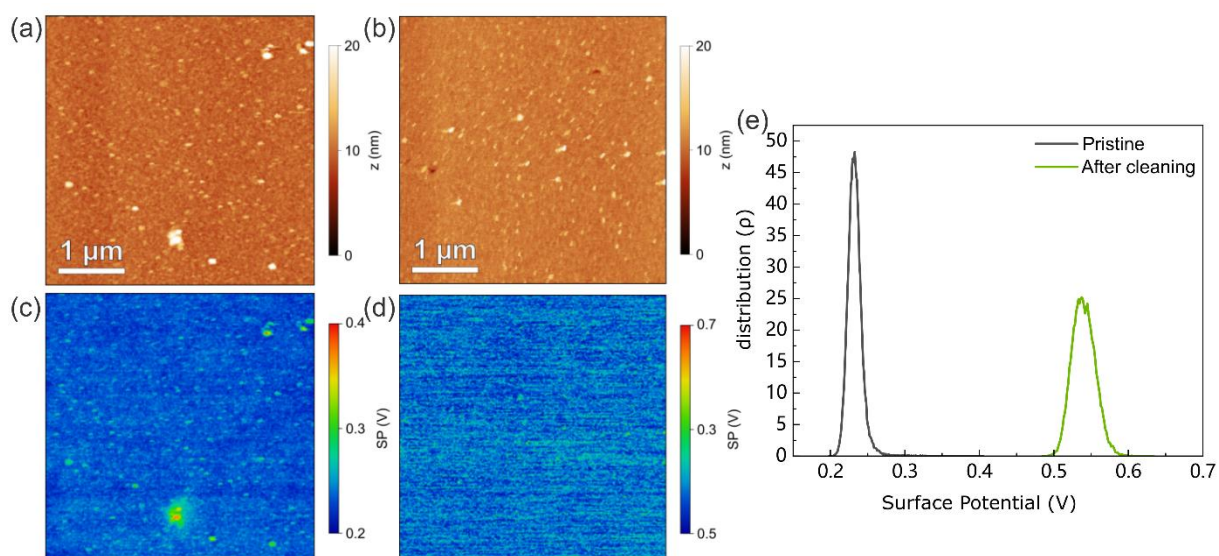 (a)
20
10
0
z (nm)
1 μm
(b)
20
10
0
z (nm)
1 μm
(c)
0.4
0.3
0.2
SP (V)
(d)
0.7
0.3
0.5
SP (V)
(e)
Pristine
After cleaning
50
45
40
35
30
25
20
15
10
5
0
distribution (ρ)
0.2 0.3 0.4 0.5 0.6 0.7
Surface Potential (V)